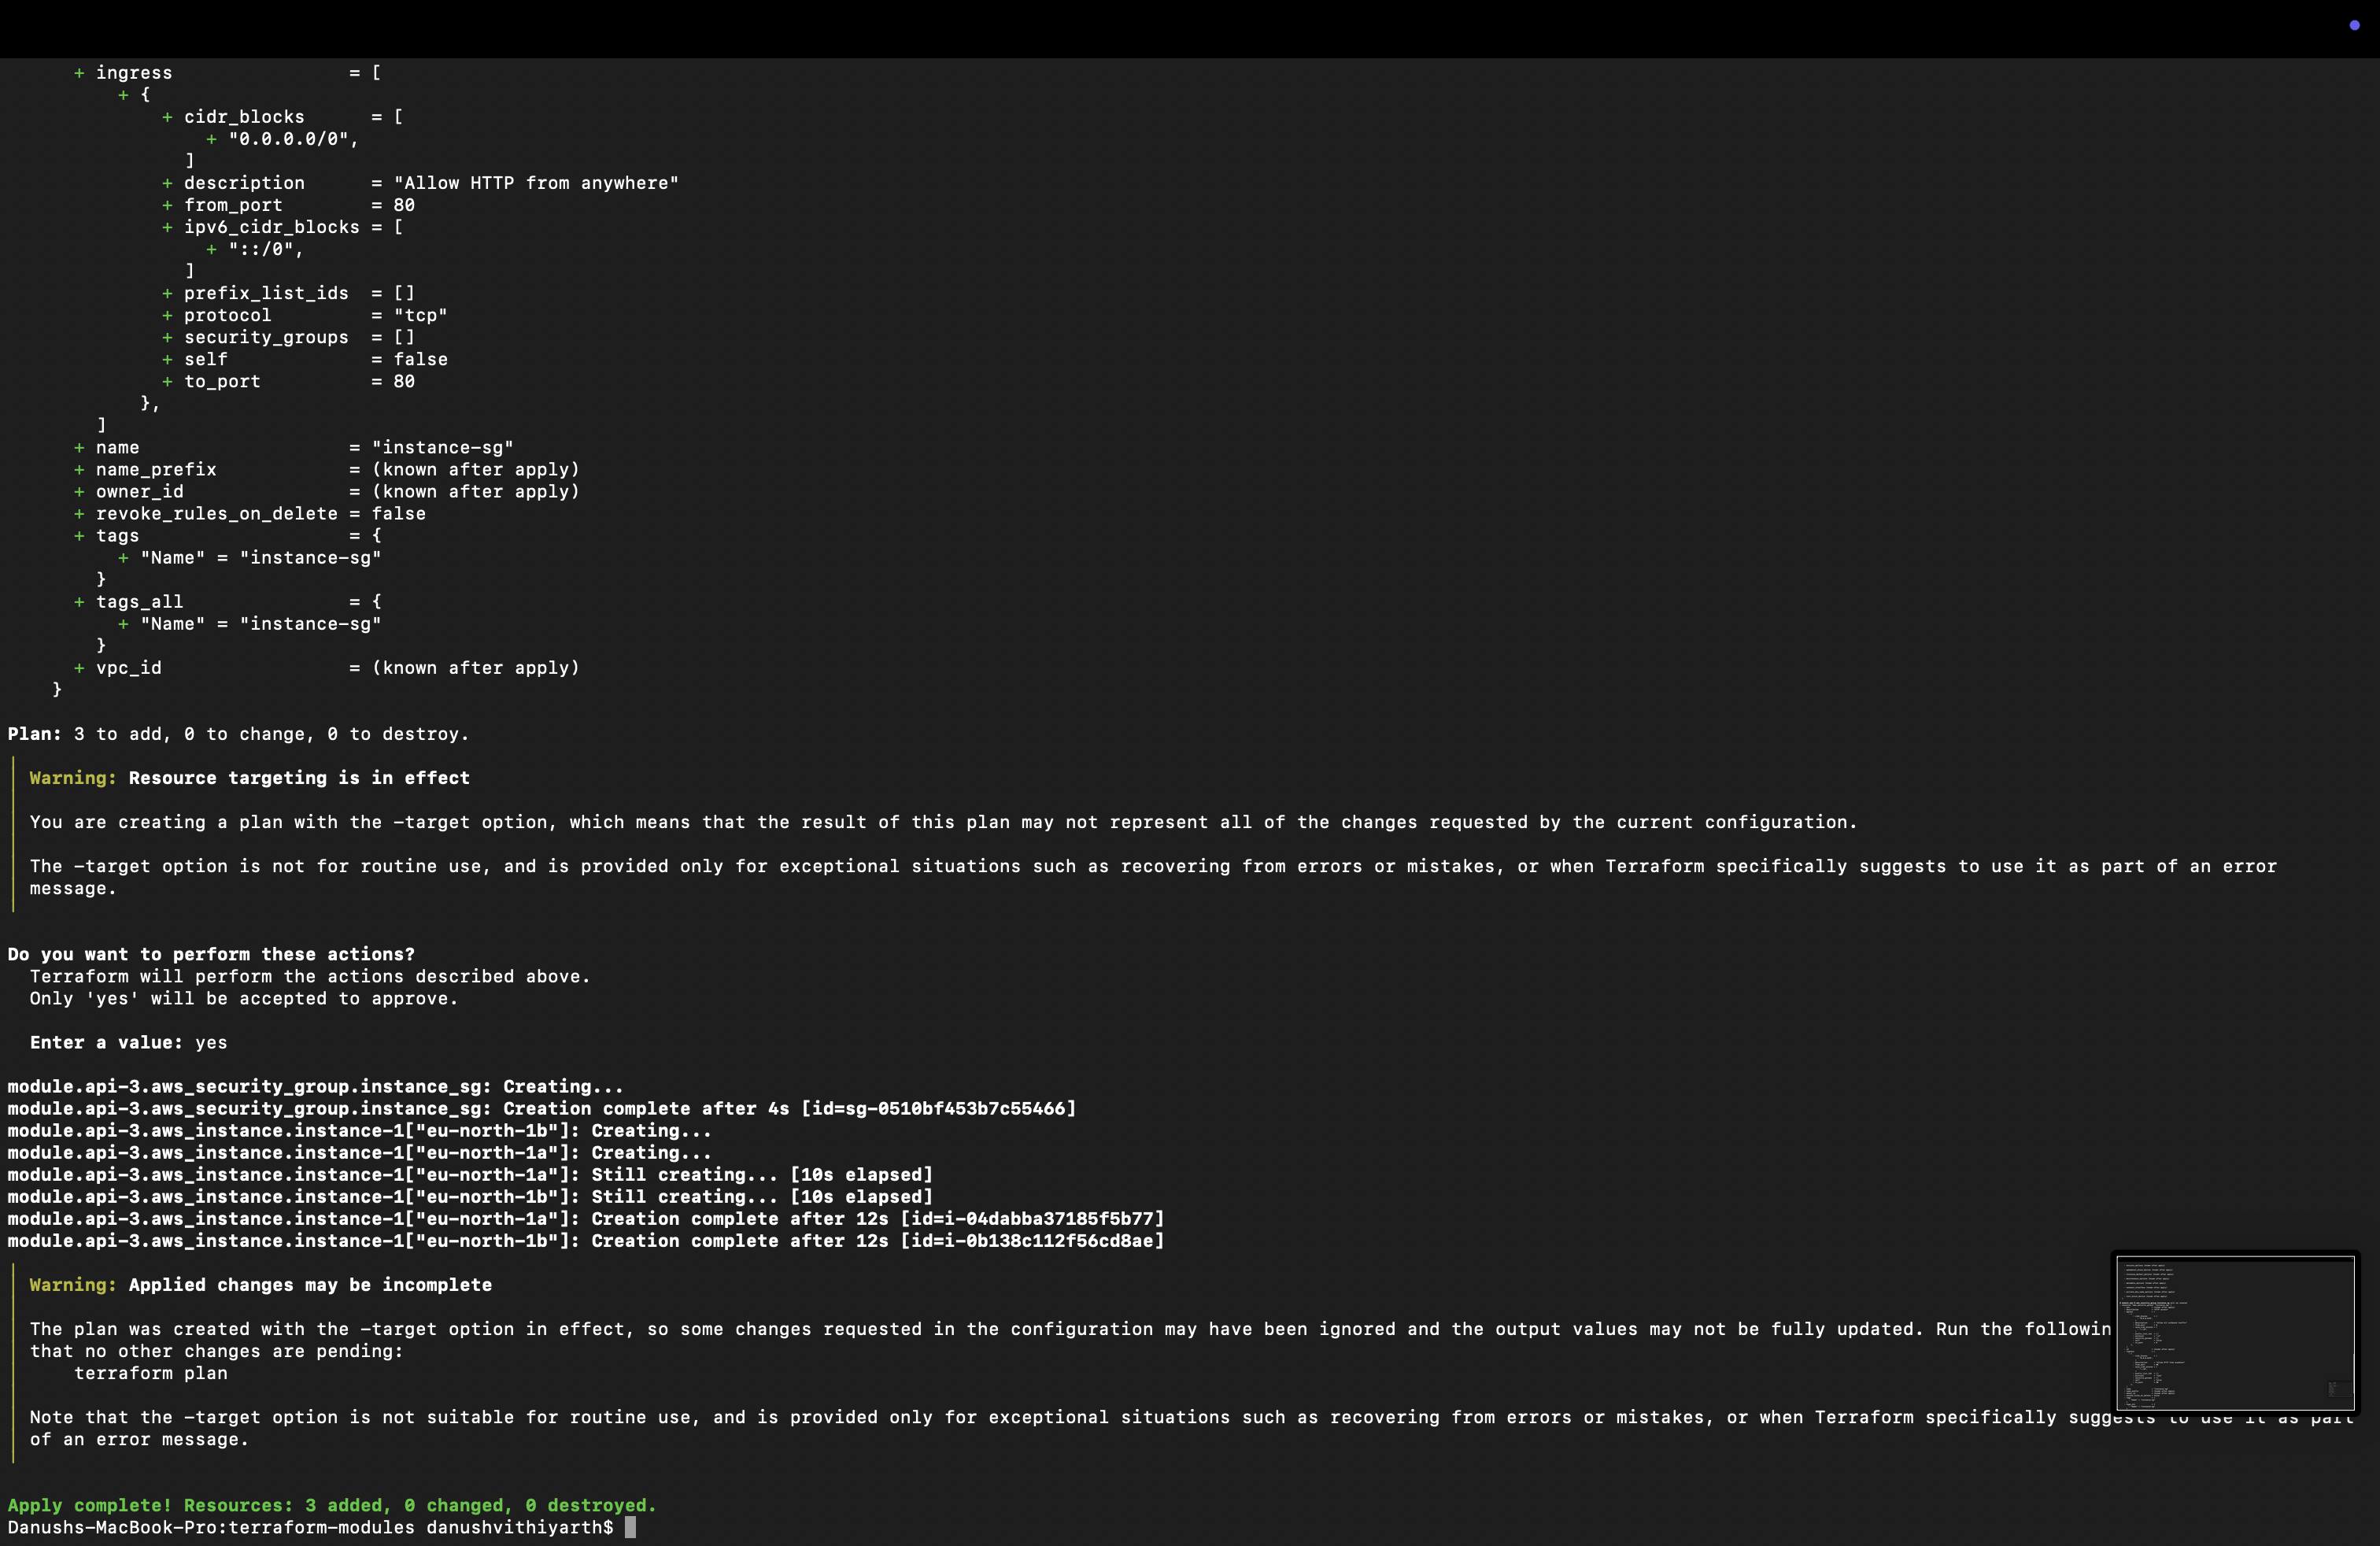 + ingress                = [
+ {
+ cidr_blocks      = [
+ "0.0.0.0/0",
]
+ description      = "Allow HTTP from anywhere"
+ from_port        = 80
+ ipv6_cidr_blocks = [
+ "::/0",
]
+ prefix_list_ids  = []
+ protocol         = "tcp"
+ security_groups  = []
+ self             = false
+ to_port          = 80
},
]
+ name                   = "instance-sg"
+ name_prefix            = (known after apply)
+ owner_id               = (known after apply)
+ revoke_rules_on_delete = false
+ tags                   = {
+ "Name" = "instance-sg"
}
+ tags_all               = {
+ "Name" = "instance-sg"
}
+ vpc_id                 = (known after apply)
}
Plan: 3 to add, 0 to change, 0 to destroy.
Warning: Resource targeting is in effect
You are creating a plan with the -target option, which means that the result of this plan may not represent all of the changes requested by the current configuration.
The -target option is not for routine use, and is provided only for exceptional situations such as recovering from errors or mistakes, or when Terraform specifically suggests to use it as part of an error
message.
Do you want to perform these actions?
Terraform will perform the actions described above.
Only 'yes' will be accepted to approve.
Enter a value: yes
module.api-3.aws_security_group.instance_sg: Creating...
module.api-3.aws_security_group.instance_sg: Creation complete after 4s [id=sg-0510bf453b7c55466]
module.api-3.aws_instance.instance-1["eu-north-1b"]: Creating...
module.api-3.aws_instance.instance-1["eu-north-1a"]: Creating...
module.api-3.aws_instance.instance-1["eu-north-1a"]: Still creating... [10s elapsed]
module.api-3.aws_instance.instance-1["eu-north-1b"]: Still creating... [10s elapsed]
module.api-3.aws_instance.instance-1["eu-north-1a"]: Creation complete after 12s [id=i-04dabba37185f5b77]
module.api-3.aws_instance.instance-1["eu-north-1b"]: Creation complete after 12s [id=i-0b138c112f56cd8ae]
Warning: Applied changes may be incomplete
The plan was created with the -target option in effect, so some changes requested in the configuration may have been ignored and the output values may not be fully updated. Run the followin
that no other changes are pending:
terraform plan
Note that the -target option is not suitable for routine use, and is provided only for exceptional situations such as recovering from errors or mistakes, or when Terraform specifically suggests to use it as part
of an error message.
Apply complete! Resources: 3 added, 0 changed, 0 destroyed.
Danushs-MacBook-Pro:terraform-modules danushvithiyarth$